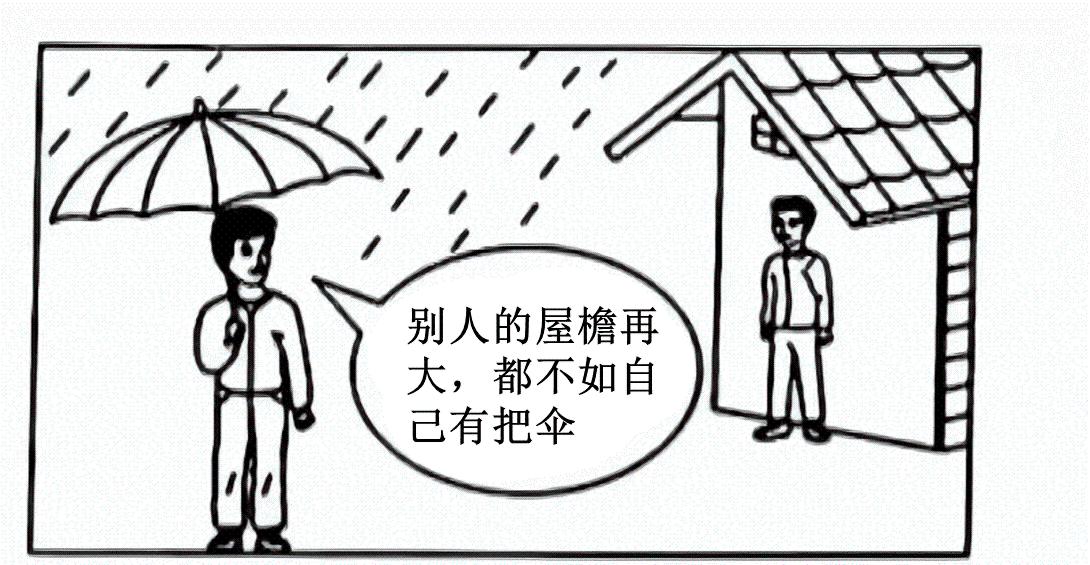 别人的屋檐再
大，都不如自
己有把伞